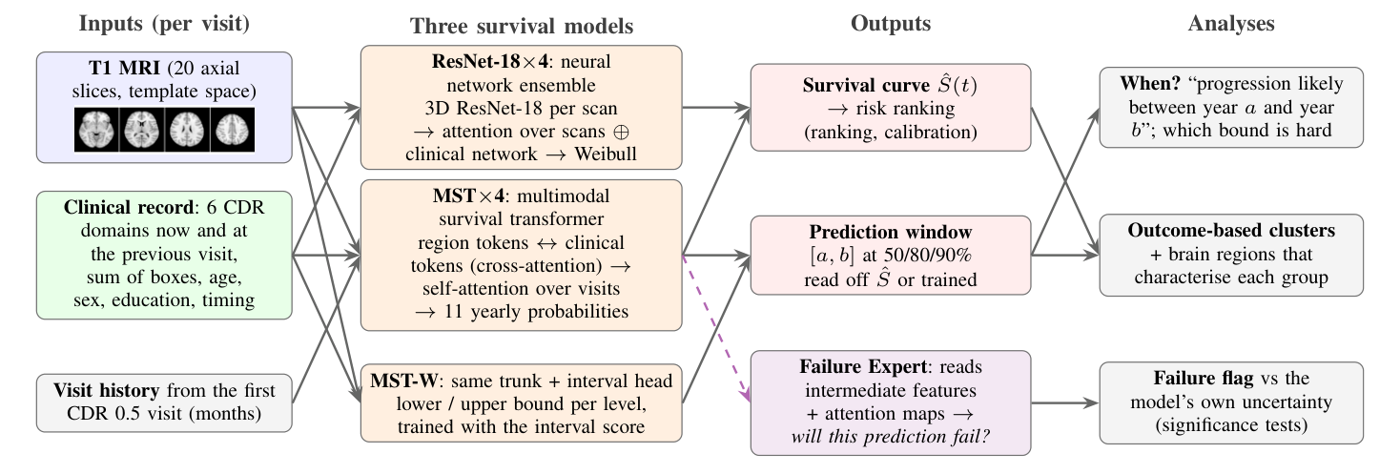 Inputs (per visit)
T1 MRI (20 axial
slices, template space)
Clinical record: 6 CDR
domains now and at
the previous visit,
sum of boxes, age,
sex, education, timing
Visit history from the first
CDR 0.5 visit (months)
Three survival models
ResNet-18×4: neural
network ensemble
3D ResNet-18 per scan
→ attention over scans ⊕
clinical network → Weibull
MST×4: multimodal
survival transformer
region tokens ↔ clinical
tokens (cross-attention) →
self-attention over visits
→ 11 yearly probabilities
MST-W: same trunk + interval head
lower / upper bound per level,
trained with the interval score
Outputs
Survival curve Ŝ(t)
→ risk ranking
(ranking, calibration)
Prediction window
[a, b] at 50/80/90%
read off Ŝ or trained
Failure Expert: reads
intermediate features
+ attention maps →
will this prediction fail?
Analyses
When? “progression likely
between year a and year
b”; which bound is hard
Outcome-based clusters
+ brain regions that
characterise each group
Failure flag vs the
model’s own uncertainty
(significance tests)